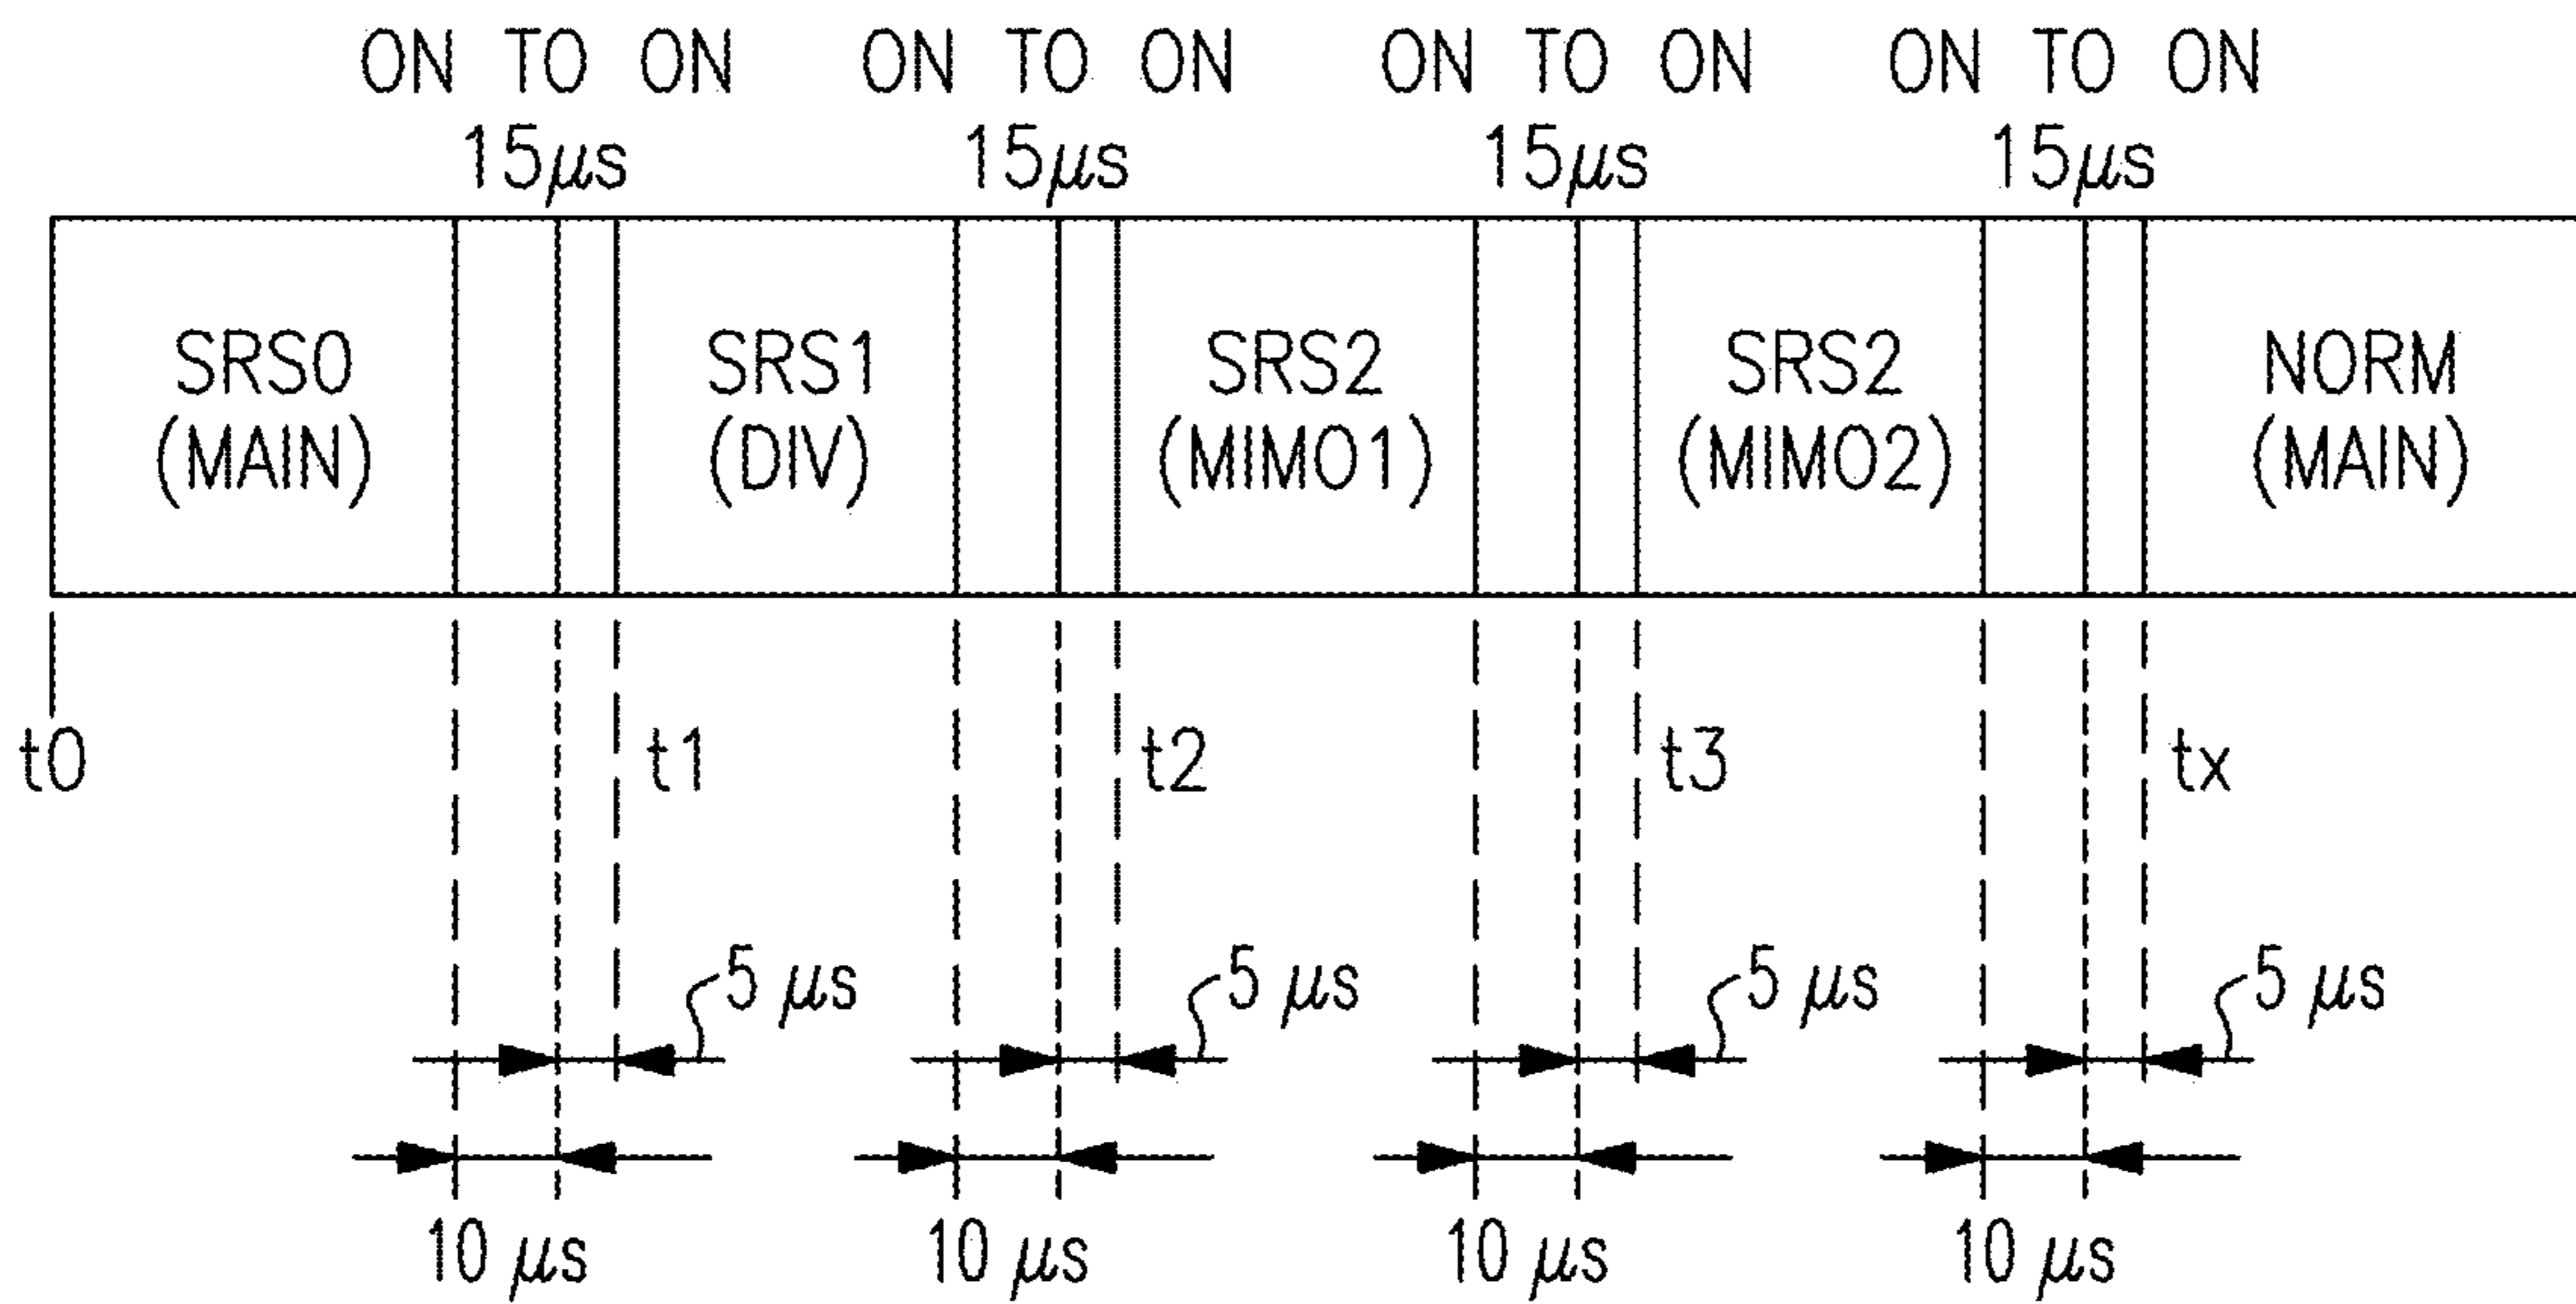 ON TO ON ON TO ON ON TO ON ON TO ON
15μs 15μs 15μs 15μs
SRS0 SRS1 SRS2 SRS2 NORM
(MAIN) (DIV) (MIMO1) (MIMO2) (MAIN)
t0 t1 t2 t3 tx
5 μs 5 μs 5 μs 5 μs
10 μs 10 μs 10 μs 10 μs